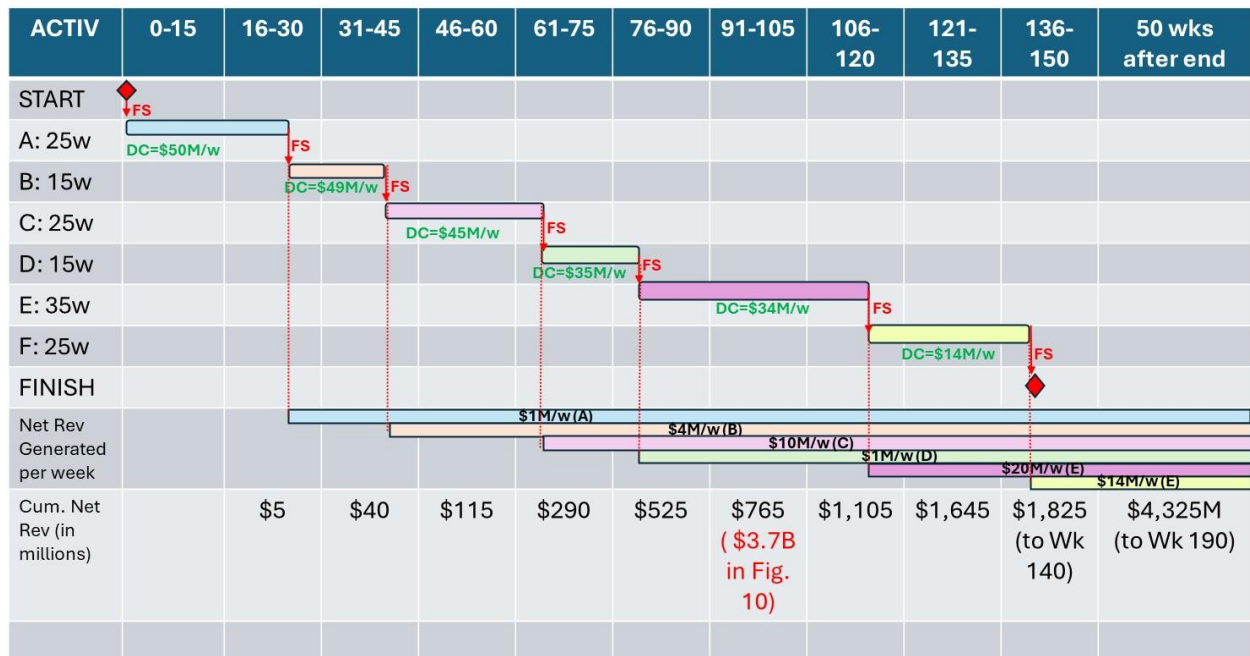 ACTIV 0-15 16-30 31-45 46-60 61-75 76-90 91-105 106-120 121-135 136-150 50 wks after end
START
FS
A: 25w
DC=$50M/w
FS
B: 15w
DC=$49M/w
FS
C: 25w
DC=$45M/w
FS
D: 15w
DC=$35M/w
FS
E: 35w
DC=$34M/w
FS
F: 25w
DC=$14M/w
FS
FINISH
Net Rev
Generated
per week
$1M/w(A)
$4M/w(B)
$10M/w(C)
$1M/w(D)
$20M/w(E)
$14M/w(E)
Cum. Net
Rev (in
millions)
$5 $40 $115 $290 $525 $765 $1,105 $1,645 $1,825 $4,325M
( $3.7B
in Fig.
10)
(to Wk
140)
(to Wk 190)